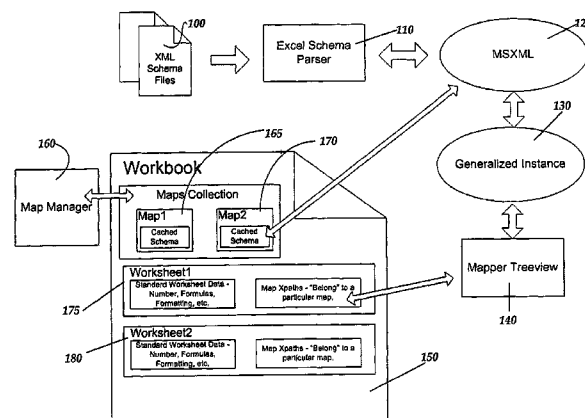 100
XML
Schema
Files
110
Excel Schema
Parser
MSXML
130
Generalized Instance
160
Map Manager
165
170
Workbook
Maps Collection
Map1
Cached
Schema
Map2
Cached
Schema
Mapper Treeview
140
Worksheet1
Standard Worksheet Data -
Number, Formulas,
Formatting, etc.
Map Xpaths - "Belong" to a
particular map.
175
Worksheet2
Standard Worksheet Data -
Number, Formulas,
Formatting, etc.
Map Xpaths - "Belong" to a
particular map.
180
150